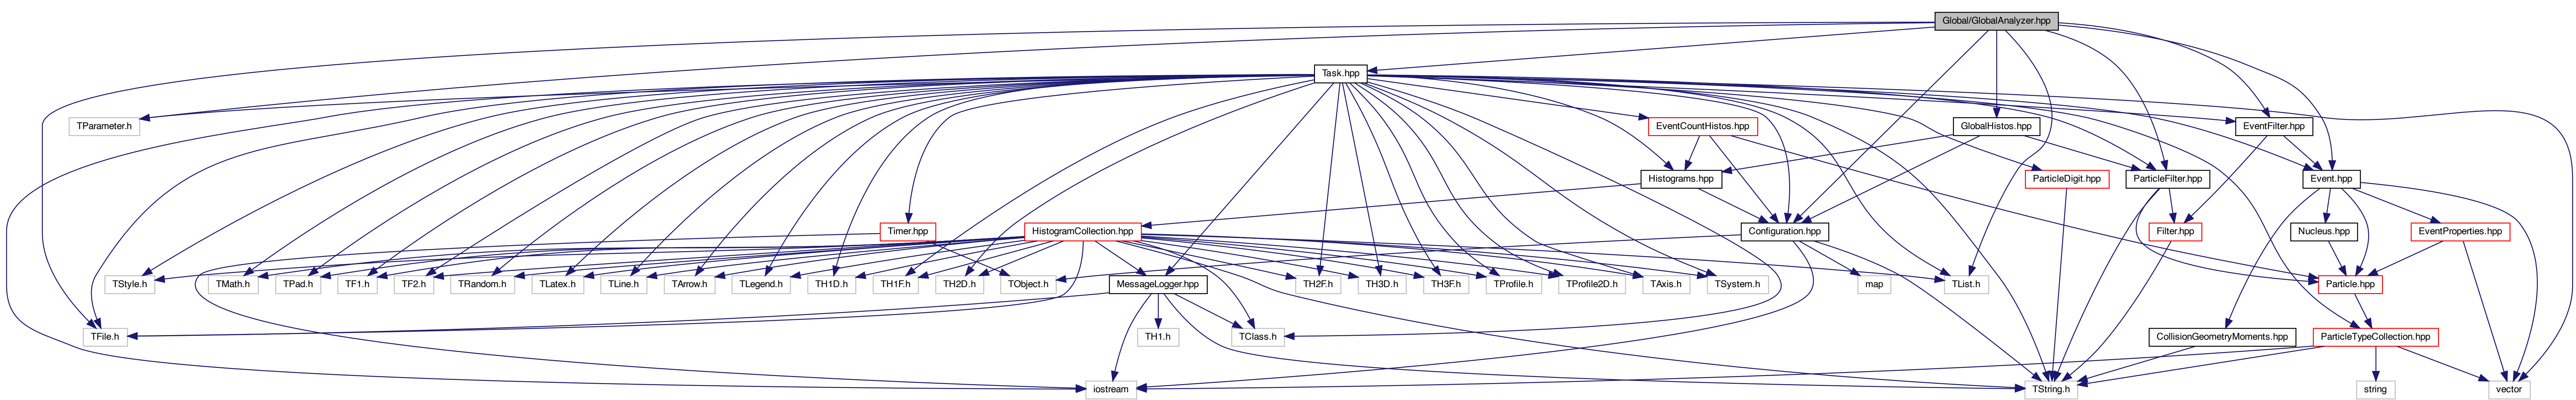 Global/GlobalAnalyzer.hpp
Task.hpp
TParameter.h
EventCountHistos.hpp
GlobalHistos.hpp
EventFilter.hpp
Histograms.hpp
ParticleDigit.hpp
ParticleFilter.hpp
Event.hpp
Timer.hpp
HistogramCollection.hpp
Configuration.hpp
Filter.hpp
Nucleus.hpp
EventProperties.hpp
TStyle.h
TMath.h
TPad.h
TF1.h
TF2.h
TRandom.h
TLatex.h
TLine.h
TArrow.h
TLegend.h
TH1D.h
TH1F.h
TH2D.h
TObject.h
MessageLogger.hpp
TH2F.h
TH3D.h
TH3F.h
TProfile.h
TProfile2D.h
TAxis.h
TSystem.h
map
TList.h
Particle.hpp
TFile.h
TH1.h
TClass.h
CollisionGeometryMoments.hpp
ParticleTypeCollection.hpp
iostream
TString.h
string
vector